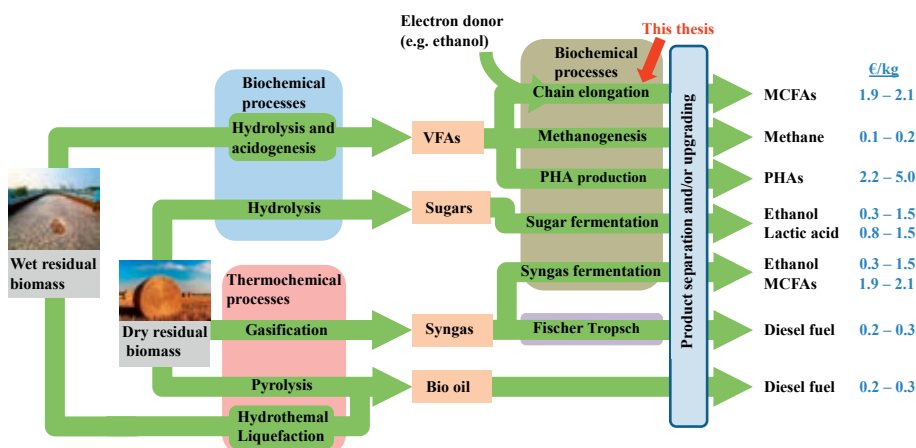 Electron donor
(e.g. ethanol)
This thesis
Biochemical
processes
Biochemical
processes
€/kg
Chain elongation
MCFAs
1.9 – 2.1
Hydrolysis and
acidogenesis
VFAs
Methanogenesis
Methane
0.1 – 0.2
PHA production
PHAs
2.2 – 5.0
Hydrolysis
Sugars
Sugar fermentation
Ethanol
0.3 – 1.5
Lactic acid
0.8 – 1.5
Wet residual
biomass
Thermochemical
processes
Syngas fermentation
Ethanol
0.3 – 1.5
MCFAs
1.9 – 2.1
Dry residual
biomass
Gasification
Syngas
Fischer Tropsch
Diesel fuel
0.2 – 0.3
Pyrolysis
Bio oil
Diesel fuel
0.2 – 0.3
Hydrothemal
Liquefaction
Product separation and/or upgrading